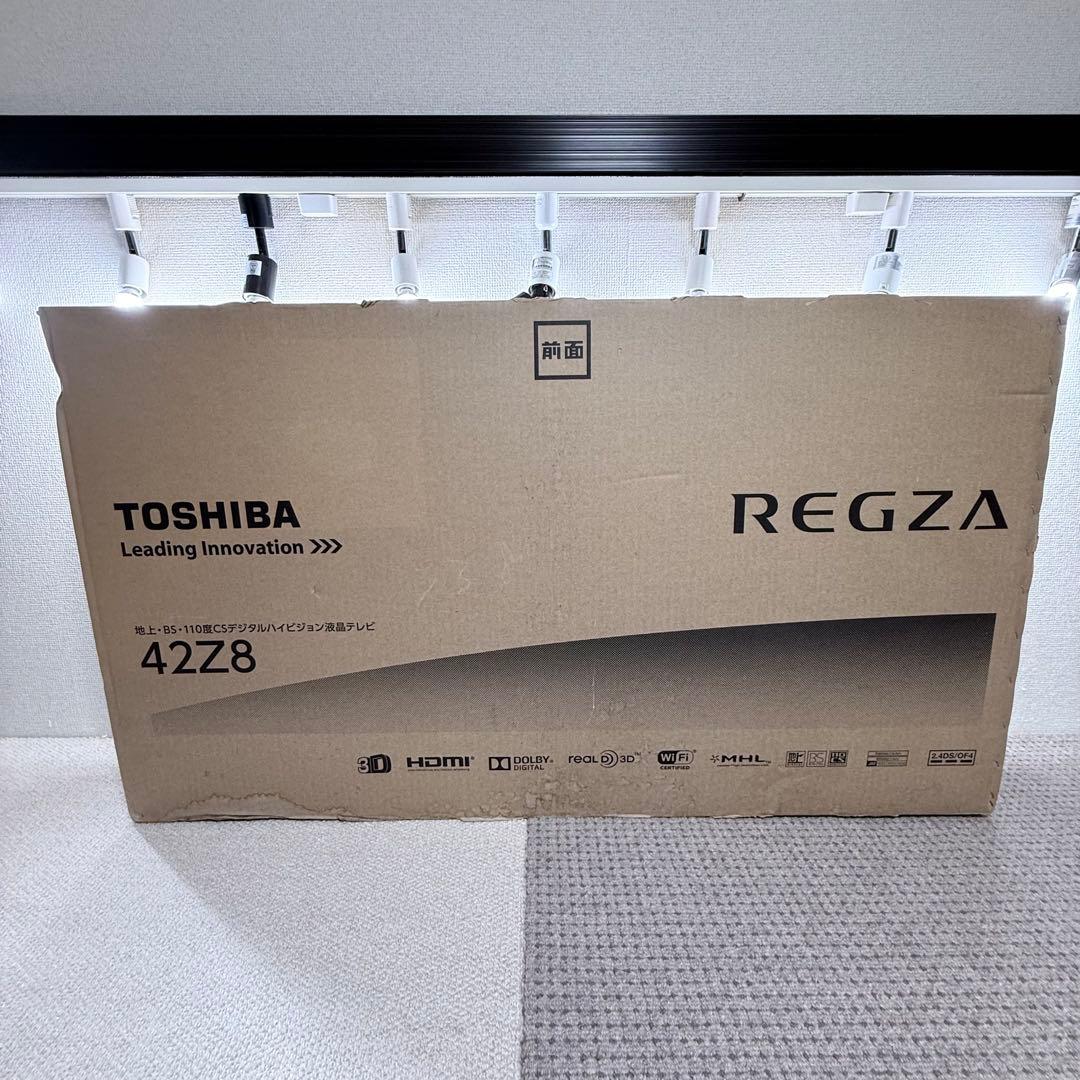 前面
TOSHIBA
Leading Innovation >>>
REGZA
地上・BS・110度CSデジタルハイビジョン液晶テレビ
42Z8
3D
HDMI
DOLBY
DIGITAL
REAL D 3D
Wi Fi
CERTIFIED
MHL
BS
2.4DS/OF4